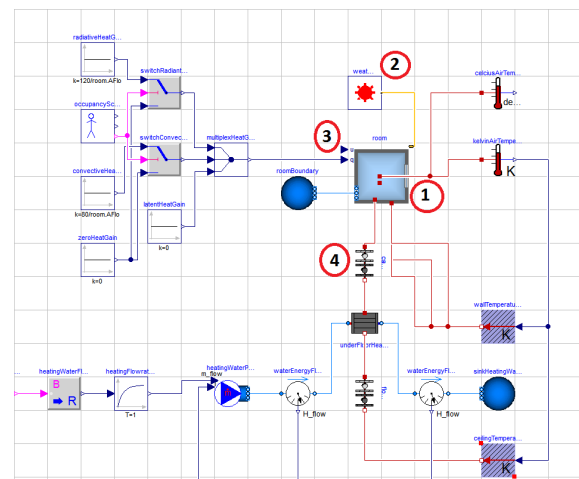 radiativeHeatG...
k=120/room.AFlo
switchRadiant...
occupancySc...
switchConvec...
multiplexHeatG...
convectiveHea...
k=80/room.AFlo
latentHeatGain
k=0
zeroHeatGain
k=0
weat...
2
3
room
u
q
1
roomBoundary
celciusAirTem...
de...
kelvinAirTempe...
K
4
ce...
wallTemperatu...
K
underFloorHea...
heatingWaterFl...
B
R
heatingFlowrat...
T=1
m_flow
heatingWaterP...
waterEnergyFl...
H_flow
flo...
waterEnergyFl...
H_flow
sinkHeatingWa...
ceilingTempera...
K